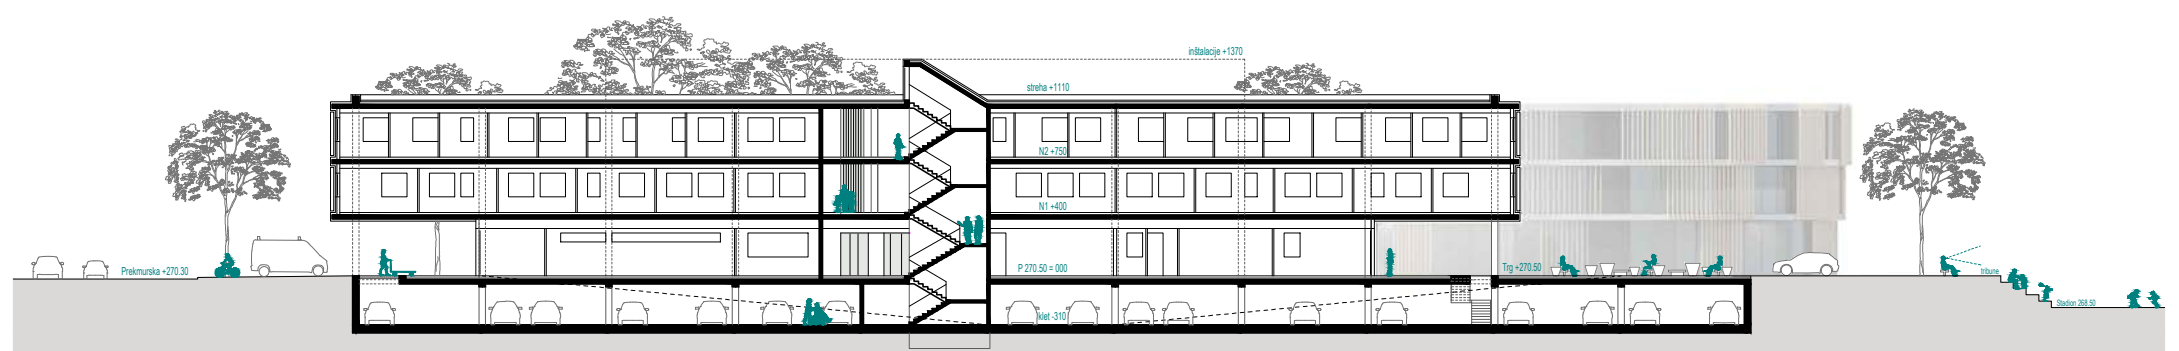 inštalacije +1370
streha +1110
N2 +750
N1 +400
Prekmurska +270.30
P 270.50 = 000
Trg +270.50
tribune
klet -310
Stadion 268.50